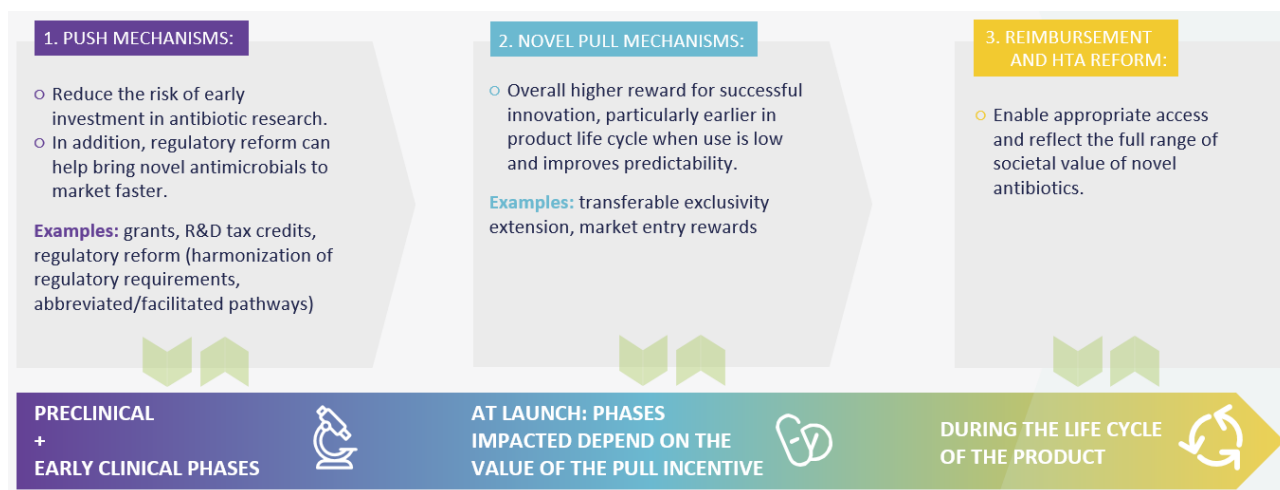 1. PUSH MECHANISMS:
○ Reduce the risk of early
investment in antibiotic research.
○ In addition, regulatory reform can
help bring novel antimicrobials to
market faster.
Examples: grants, R&D tax credits,
regulatory reform (harmonization of
regulatory requirements,
abbreviated/facilitated pathways)
2. NOVEL PULL MECHANISMS:
○ Overall higher reward for successful
innovation, particularly earlier in
product life cycle when use is low
and improves predictability.
Examples: transferable exclusivity
extension, market entry rewards
3. REIMBURSEMENT
AND HTA REFORM:
○ Enable appropriate access
and reflect the full range of
societal value of novel
antibiotics.
PRECLINICAL
+
EARLY CLINICAL PHASES
AT LAUNCH: PHASES
IMPACTED DEPEND ON THE
VALUE OF THE PULL INCENTIVE
DURING THE LIFE CYCLE
OF THE PRODUCT